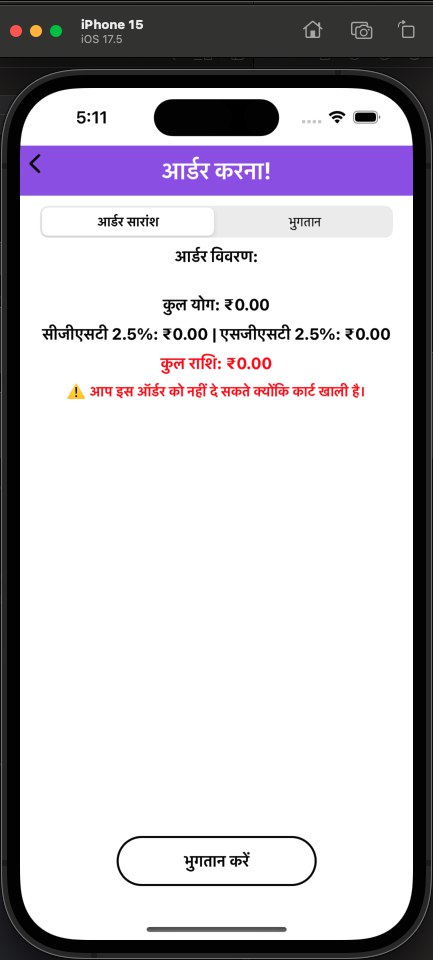 iPhone 15
iOS 17.5
5:11
आर्डर करना!
आर्डर सारांश
भुगतान
आर्डर विवरण:
कुल योग: ₹0.00
सीजीएसटी 2.5%: ₹0.00 | एसजीएसटी 2.5%: ₹0.00
कुल राशि: ₹0.00
⚠️ आप इस ऑर्डर को नहीं दे सकते क्योंकि कार्ट खाली है।
भुगतान करें